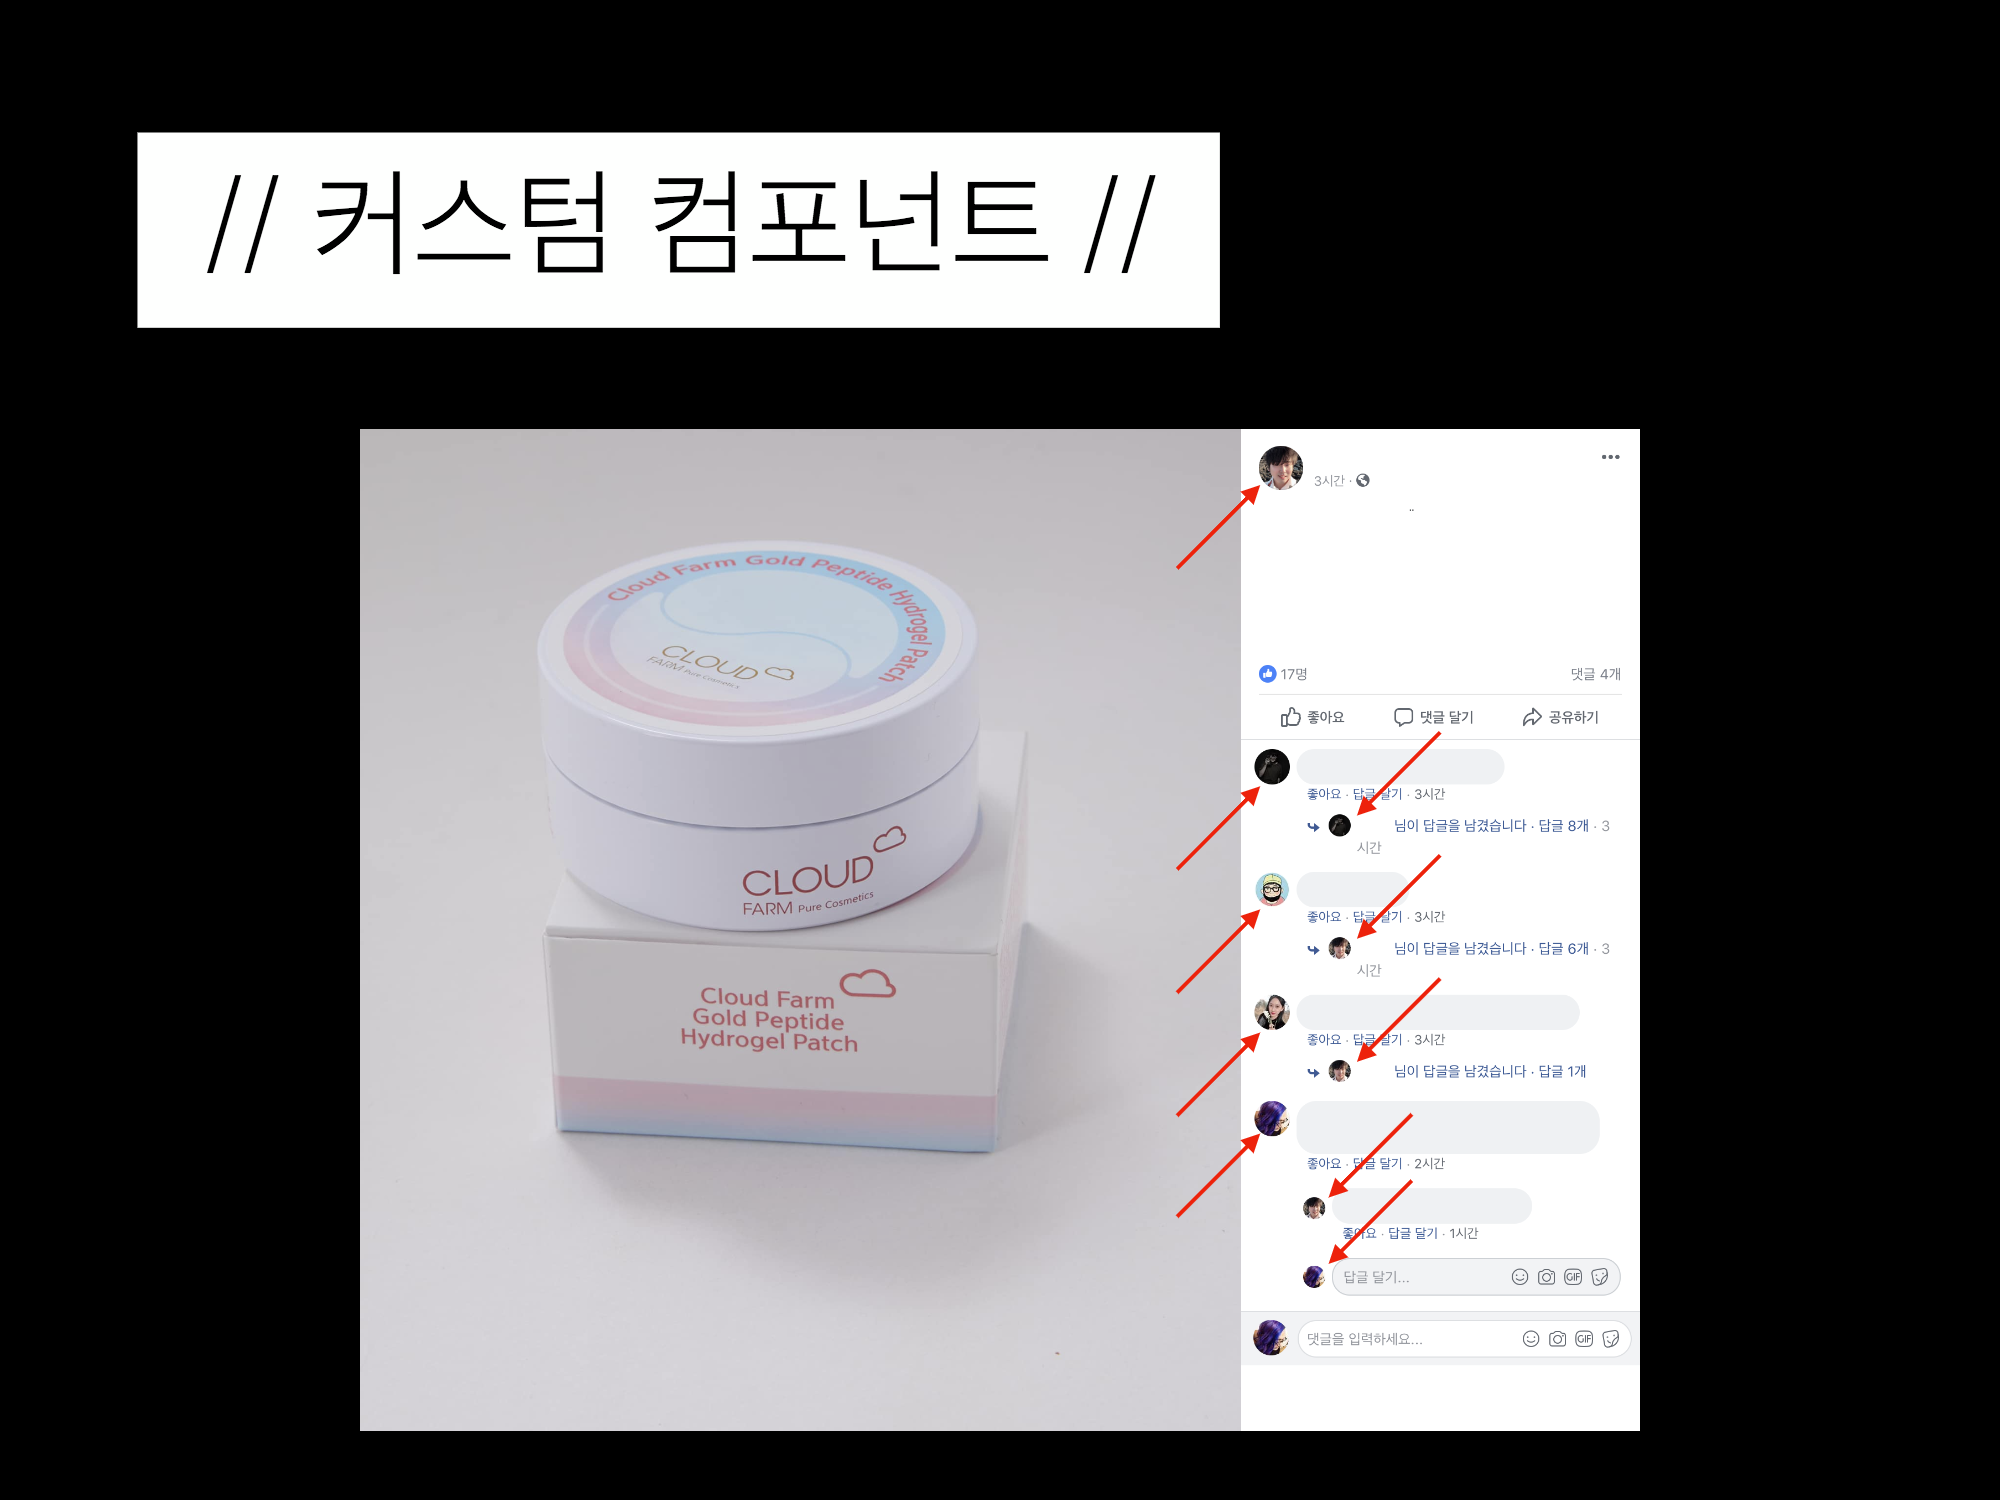 // 커스텀 컴포넌트 //
Cloud Farm Gold Peptide Hydrogel Patch
CLOUD
FARM Pure Cosmetics
CLOUD
FARM Pure Cosmetics
Cloud Farm
Gold Peptide
Hydrogel Patch
3시간 ·
..
17명 댓글 4개
좋아요 댓글 달기 공유하기
좋아요 · 답글 달기 · 3시간
님이 답글을 남겼습니다 · 답글 8개 · 3
시간
좋아요 · 답글 달기 · 3시간
님이 답글을 남겼습니다 · 답글 6개 · 3
시간
좋아요 · 답글 달기 · 3시간
님이 답글을 남겼습니다 · 답글 1개
좋아요 · 답글 달기 · 2시간
좋아요 · 답글 달기 · 1시간
답글 달기... GIF
댓글을 입력하세요... GIF